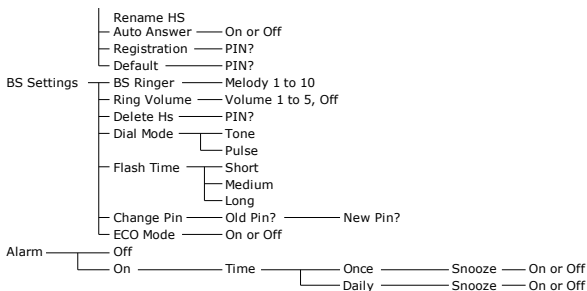 Rename HS
Auto Answer On or Off
Registration PIN?
Default PIN?
BS Settings BS Ringer Melody 1 to 10
Ring Volume Volume 1 to 5, Off
Delete Hs PIN?
Dial Mode Tone
Pulse
Flash Time Short
Medium
Long
Change Pin Old Pin? New Pin?
ECO Mode On or Off
Alarm Off
On Time Once Snooze On or Off
Daily Snooze On or Off